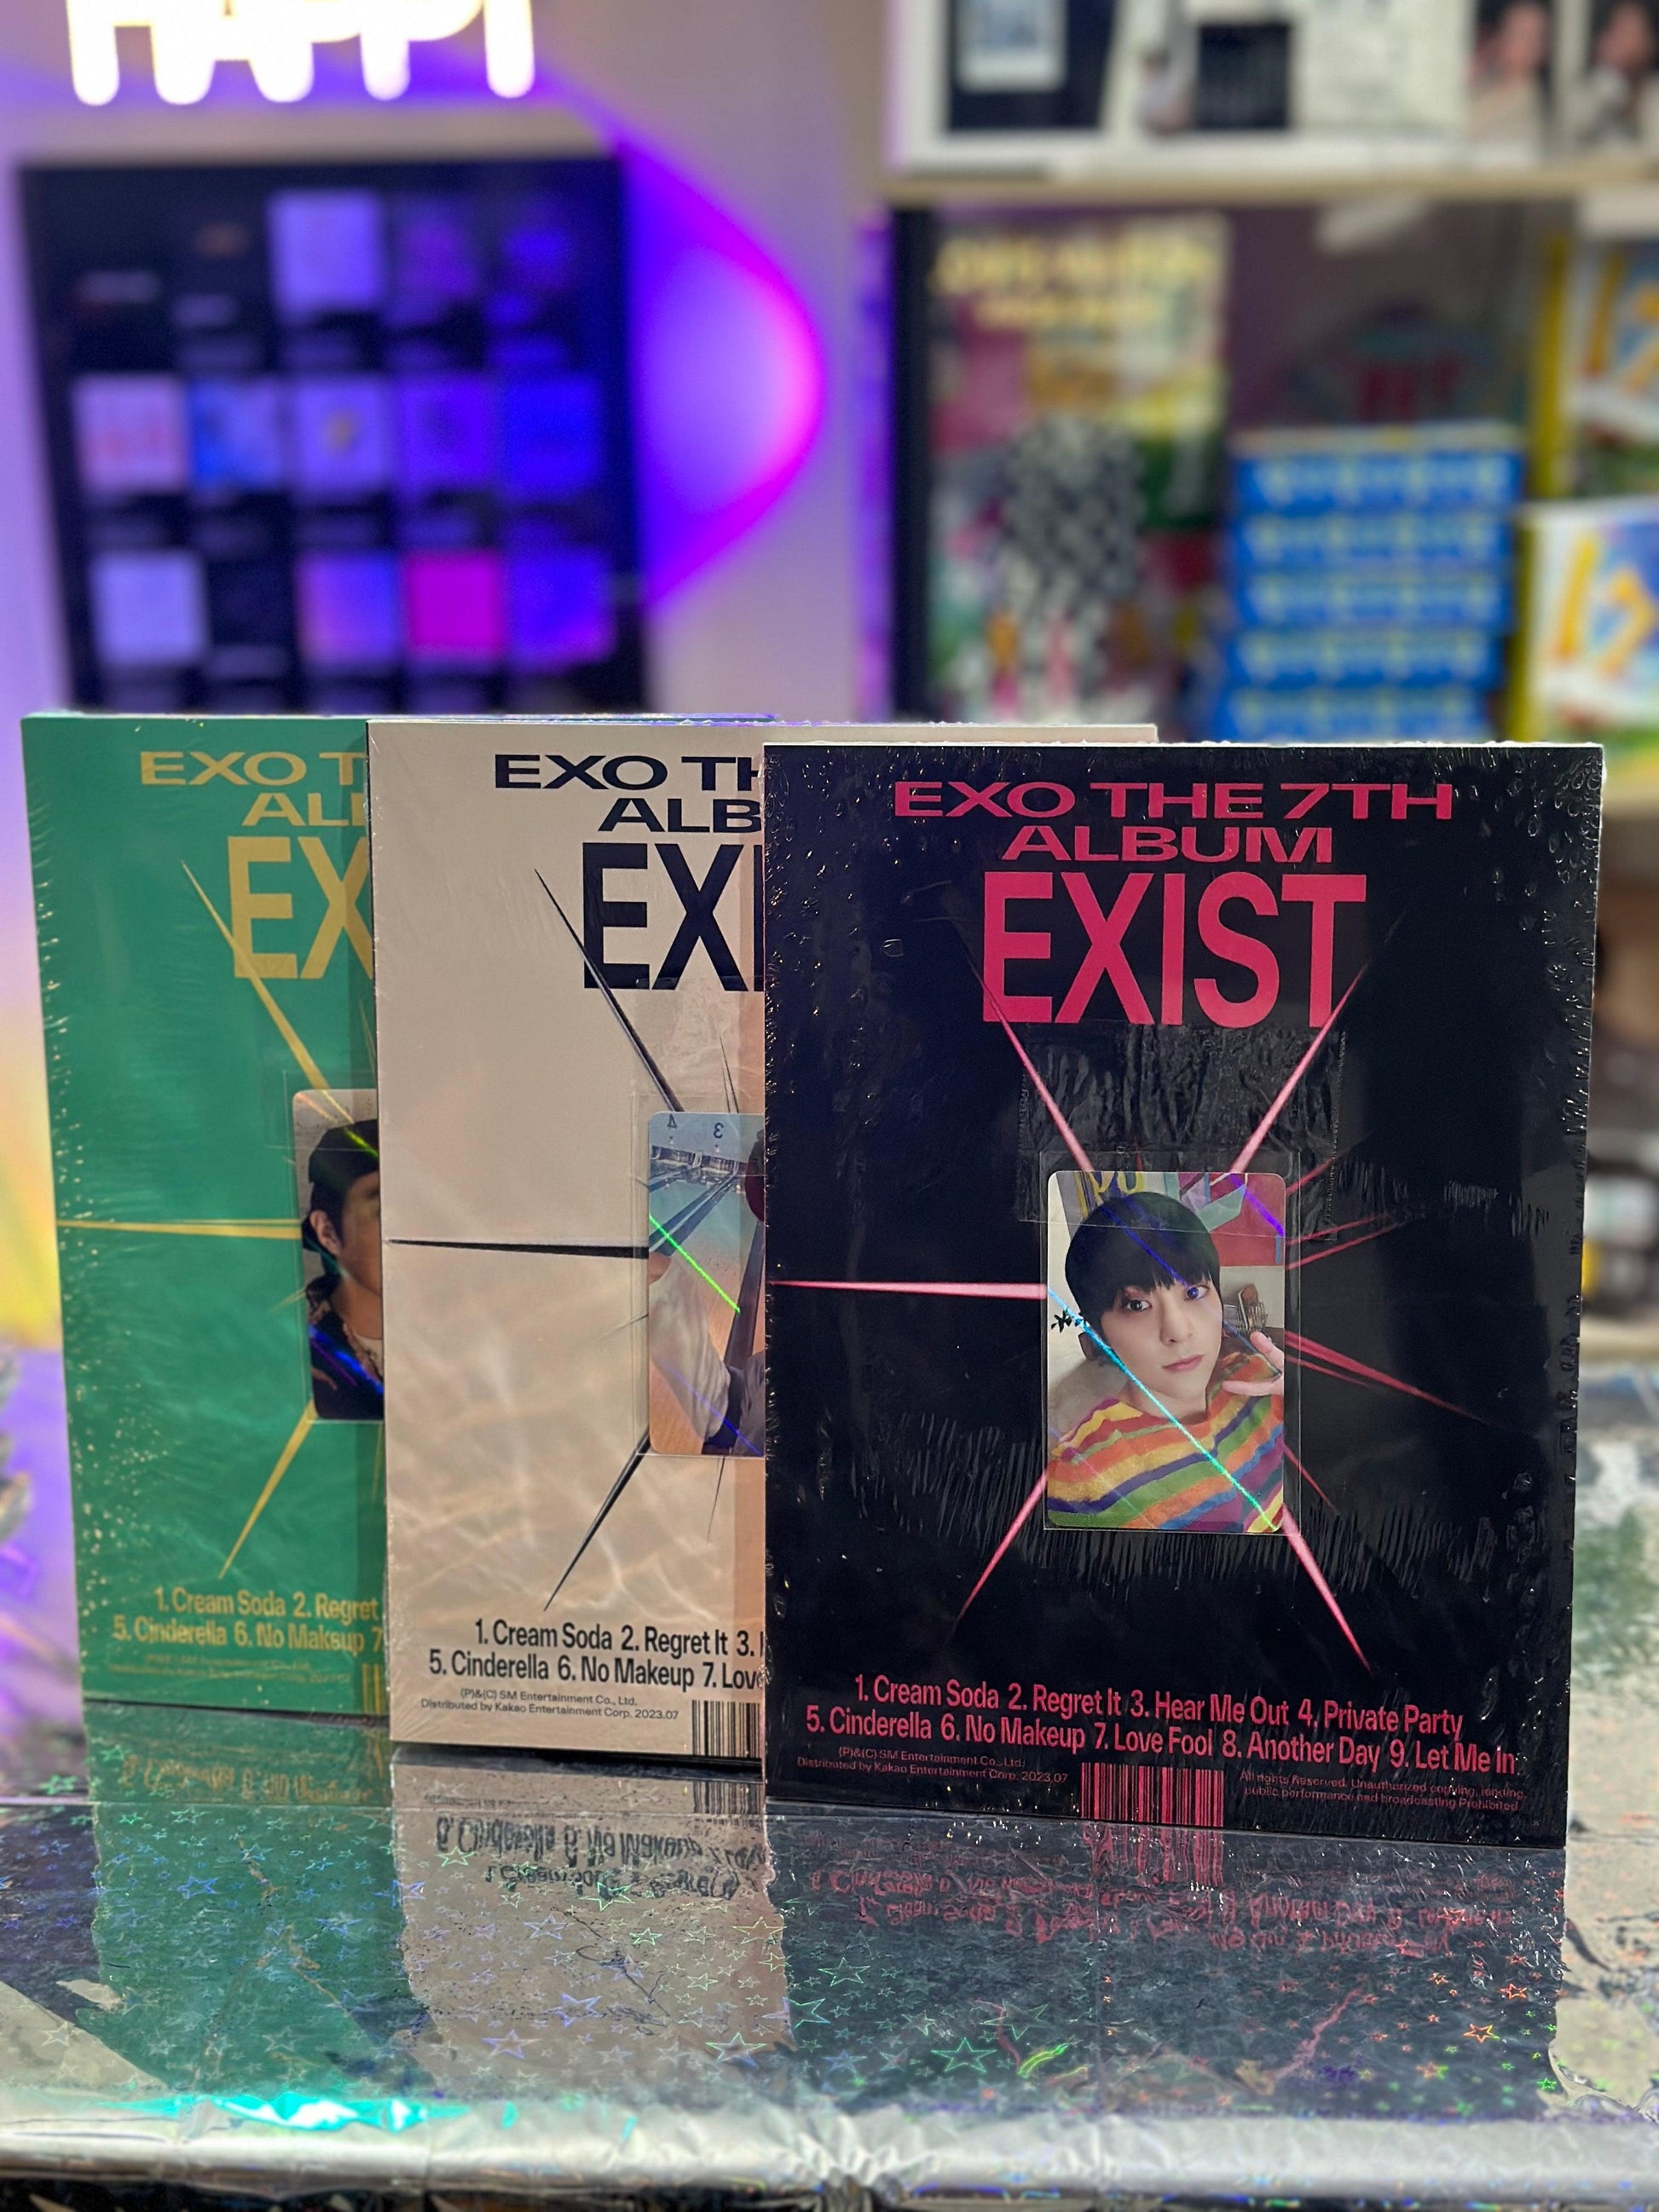 HAPPY
EXO T
AL
EX
1. Cream Soda 2. Regret
5. Cinderella 6. No Makeup 7
EXO TH
ALB
EXI
4 3
1. Cream Soda 2. Regret It 3.
5. Cinderella 6. No Makeup 7. Love
(P)&(C) SM Entertainment Co., Ltd.
Distributed by Kakao Entertainment Corp. 2023.07
EXO THE 7TH
ALBUM
EXIST
1. Cream Soda 2. Regret It 3. Hear Me Out 4. Private Party
5. Cinderella 6. No Makeup 7. Love Fool 8. Another Day 9. Let Me In
(P)&(C) SM Entertainment Co., Ltd.
Distributed by Kakao Entertainment Corp. 2023.07
All rights Reserved. Unauthorized copying, lending,
public performance and broadcasting Prohibited.